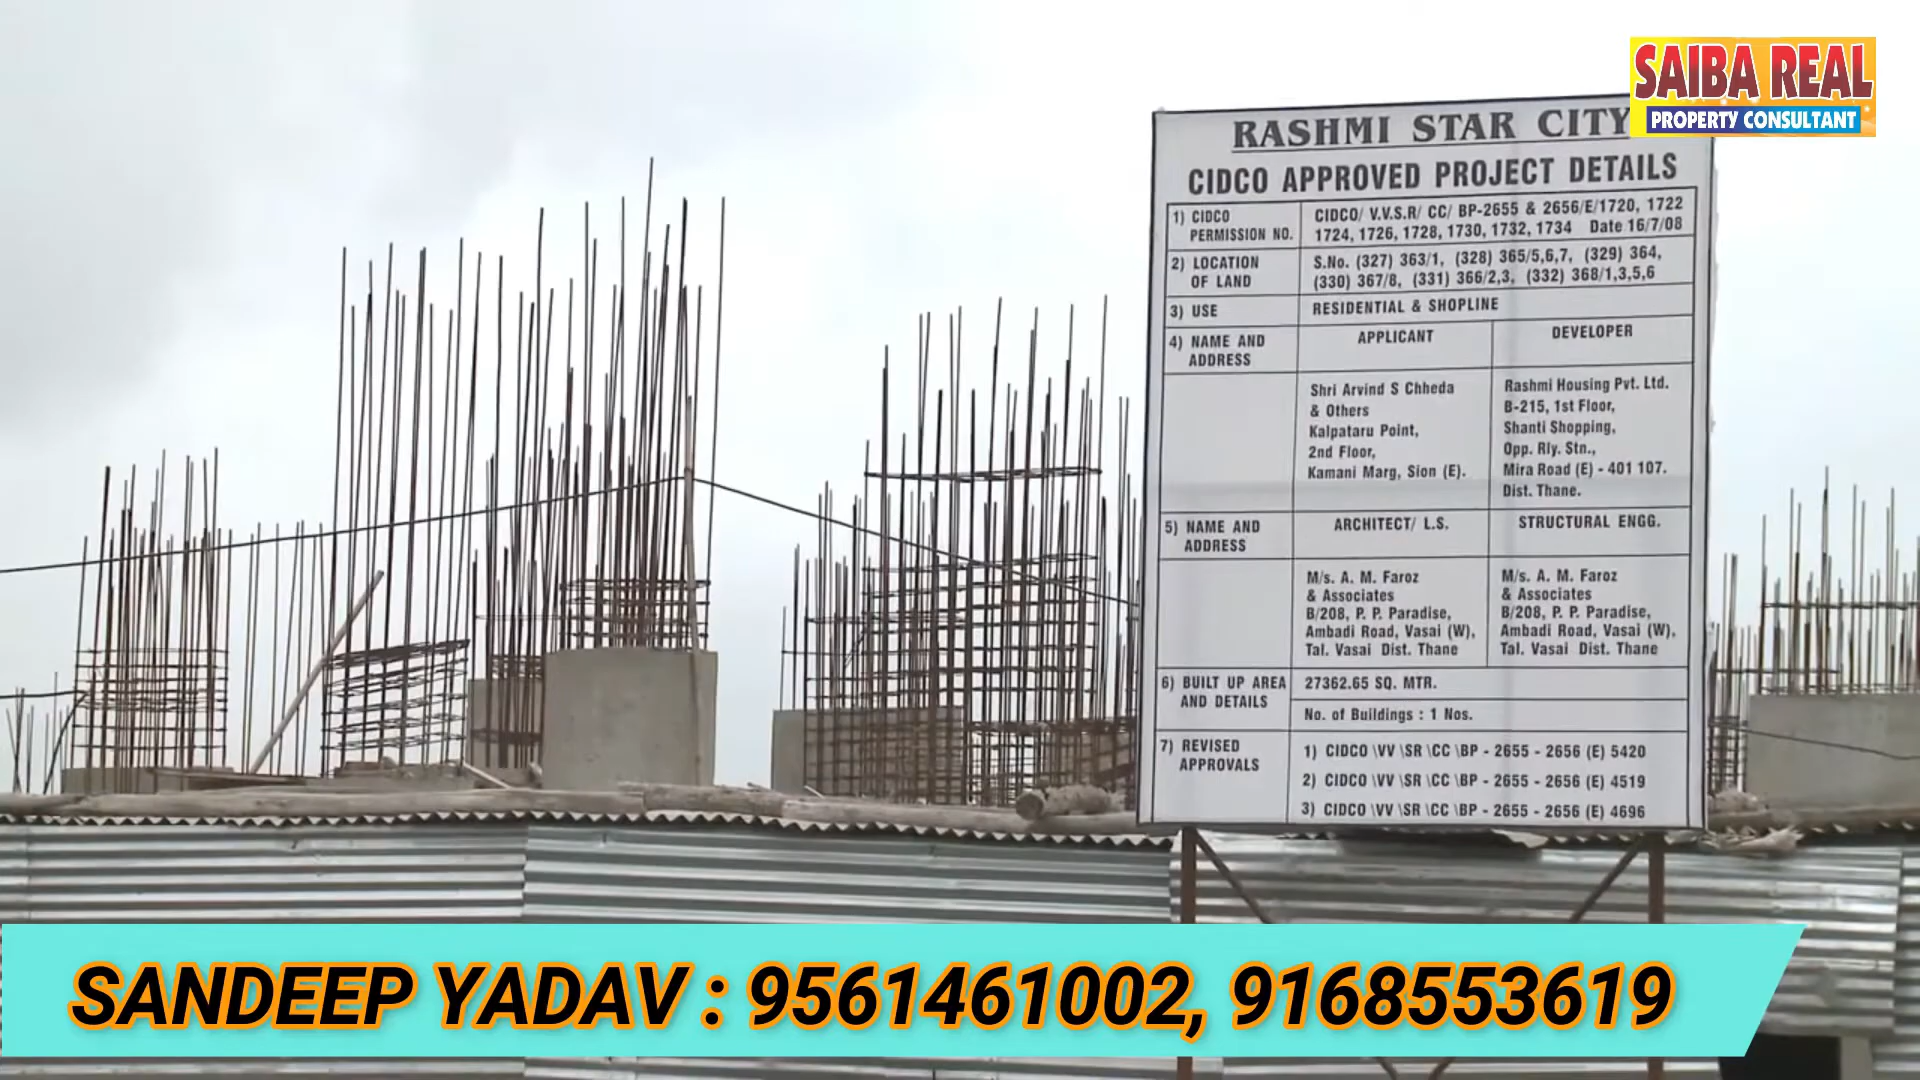 SAIBA REAL
PROPERTY CONSULTANT
RASHMI STAR CITY
CIDCO APPROVED PROJECT DETAILS
1) CIDCO PERMISSION NO.
CIDCO/ V.V.S.R/ CC/ BP-2655 & 2656/E/1720, 1722
1724, 1726, 1728, 1730, 1732, 1734 Date 16/7/08
2) LOCATION OF LAND
S.No. (327) 363/1, (328) 365/5,6,7, (329) 364,
(330) 367/8, (331) 366/2,3, (332) 368/1,3,5,6
3) USE
RESIDENTIAL & SHOPLINE
4) NAME AND ADDRESS
APPLICANT
DEVELOPER
Shri Arvind S Chheda
& Others
Kalpataru Point,
2nd Floor,
Kamani Marg, Sion (E).
Rashmi Housing Pvt. Ltd.
B-215, 1st Floor,
Shanti Shopping,
Opp. Rly. Stn.,
Mira Road (E) - 401 107.
Dist. Thane.
5) NAME AND ADDRESS
ARCHITECT/ L.S.
STRUCTURAL ENGG.
M/s. A. M. Faroz
& Associates
B/208, P. P. Paradise,
Ambadi Road, Vasai (W),
Tal. Vasai Dist. Thane
M/s. A. M. Faroz
& Associates
B/208, P. P. Paradise,
Ambadi Road, Vasai (W),
Tal. Vasai Dist. Thane
6) BUILT UP AREA AND DETAILS
27362.65 SQ. MTR.
No. of Buildings : 1 Nos.
7) REVISED APPROVALS
1) CIDCO \VV \SR \CC \BP - 2655 - 2656 (E) 5420
2) CIDCO \VV \SR \CC \BP - 2655 - 2656 (E) 4519
3) CIDCO \VV \SR \CC \BP - 2655 - 2656 (E) 4696
SANDEEP YADAV : 9561461002, 9168553619